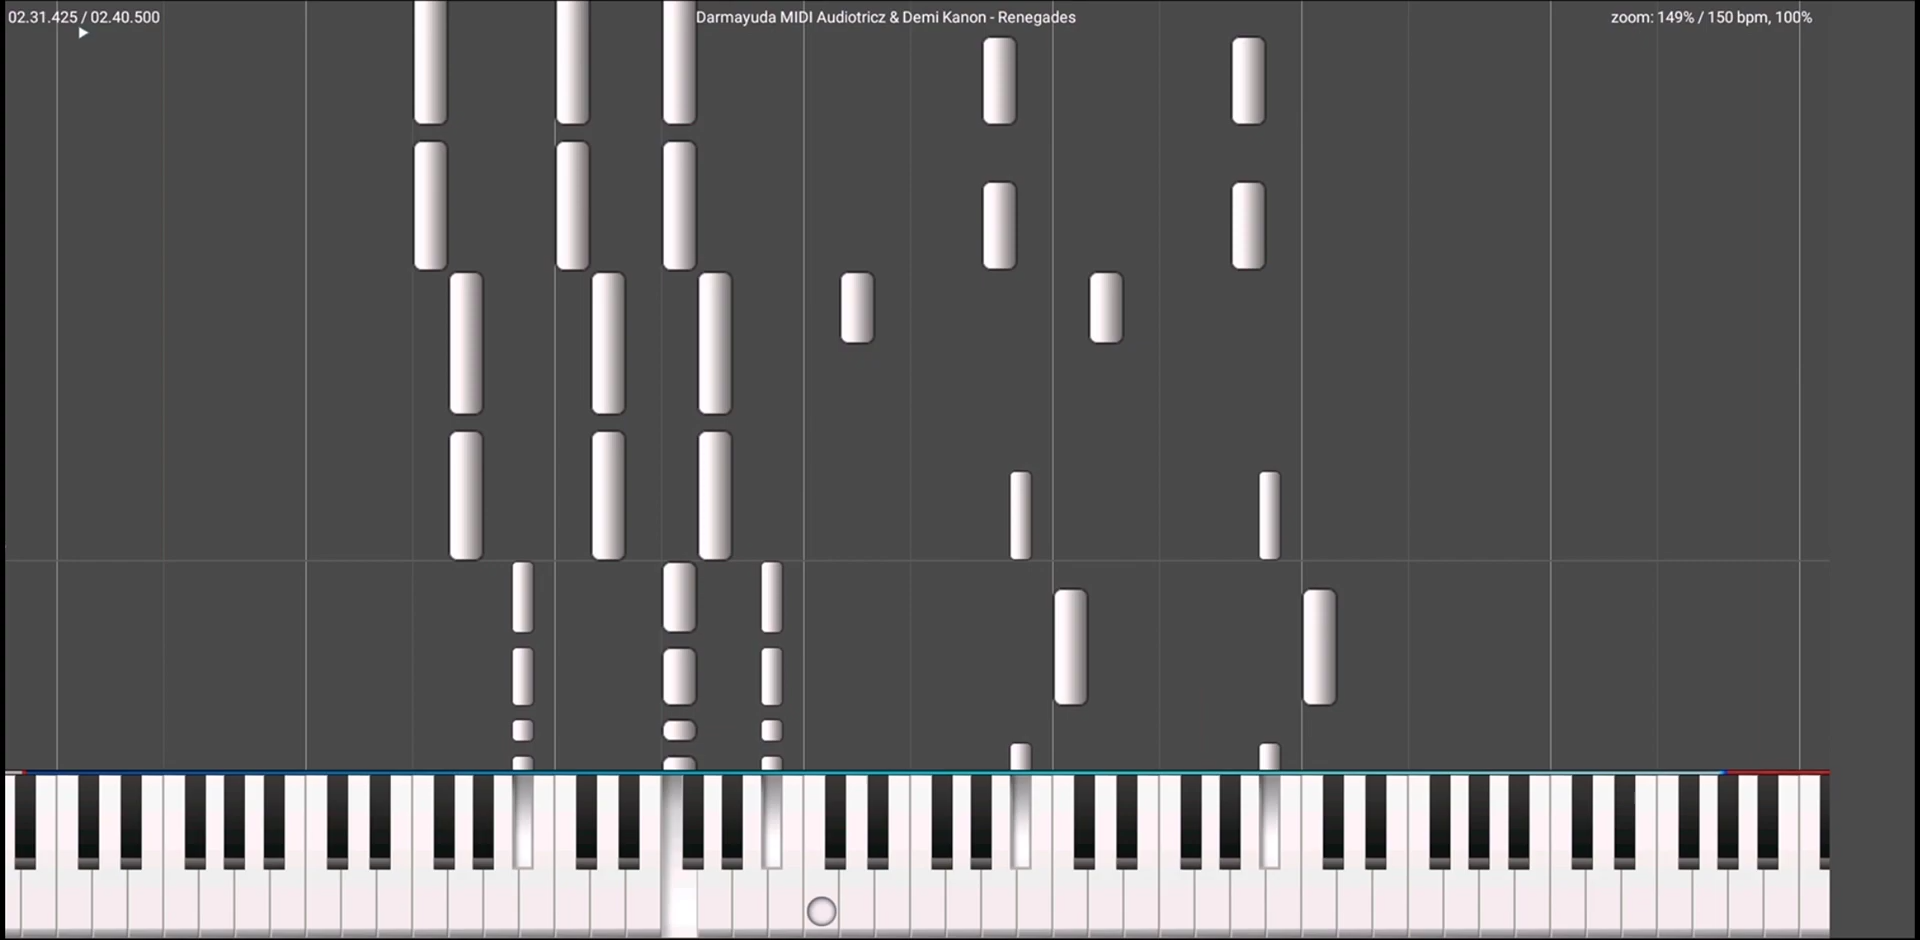 02.31.425 / 02.40.500
Darmayuda MIDI Audiotricz & Demi Kanon - Renegades
zoom: 149% / 150 bpm, 100%